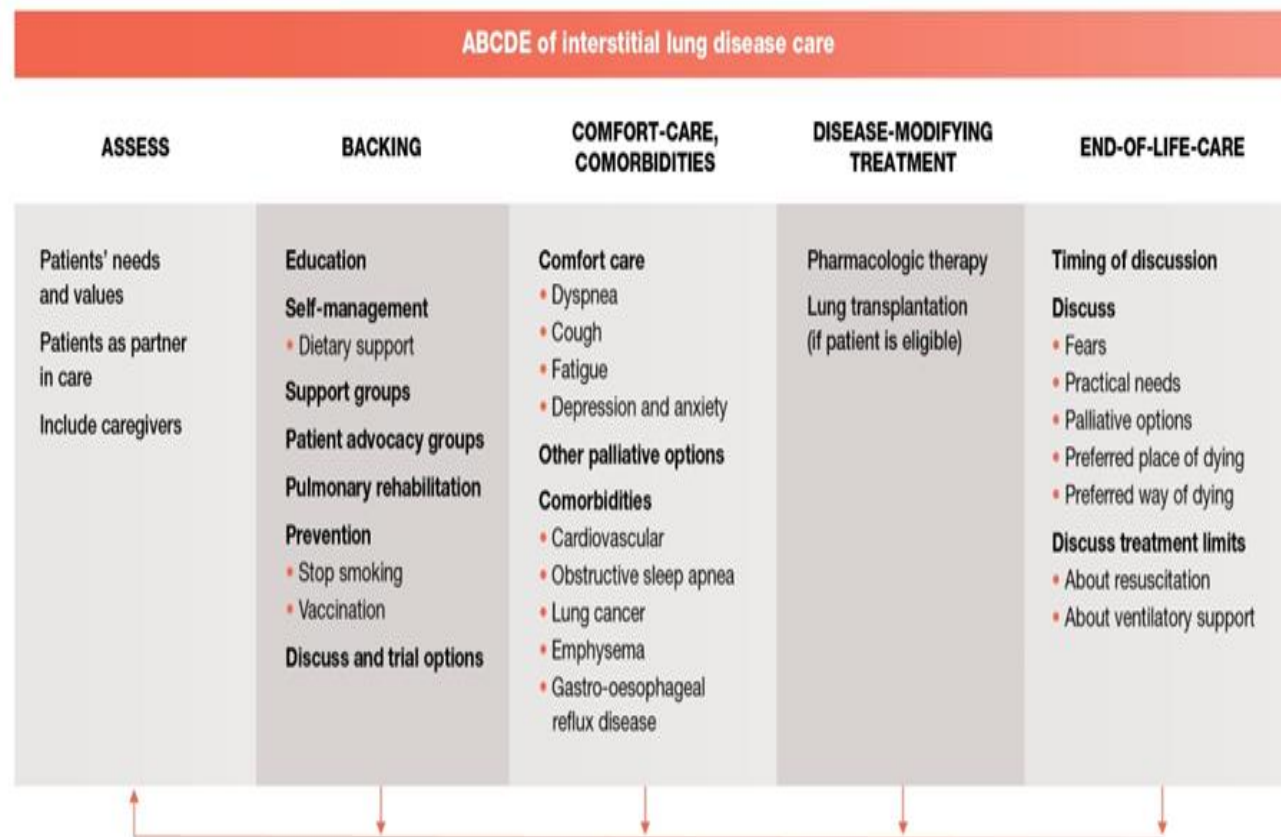 ABCDE of interstitial lung disease care
ASSESS
Patients' needs
and values
Patients as partner
in care
Include caregivers
BACKING
Education
Self-management
• Dietary support
Support groups
Patient advocacy groups
Pulmonary rehabilitation
Prevention
• Stop smoking
• Vaccination
Discuss and trial options
COMFORT-CARE,
COMORBIDITIES
Comfort care
• Dyspnea
• Cough
• Fatigue
• Depression and anxiety
Other palliative options
Comorbidities
• Cardiovascular
• Obstructive sleep apnea
• Lung cancer
• Emphysema
• Gastro-oesophageal
reflux disease
DISEASE-MODIFYING
TREATMENT
Pharmacologic therapy
Lung transplantation
(if patient is eligible)
END-OF-LIFE-CARE
Timing of discussion
Discuss
• Fears
• Practical needs
• Palliative options
• Preferred place of dying
• Preferred way of dying
Discuss treatment limits
• About resuscitation
• About ventilatory support